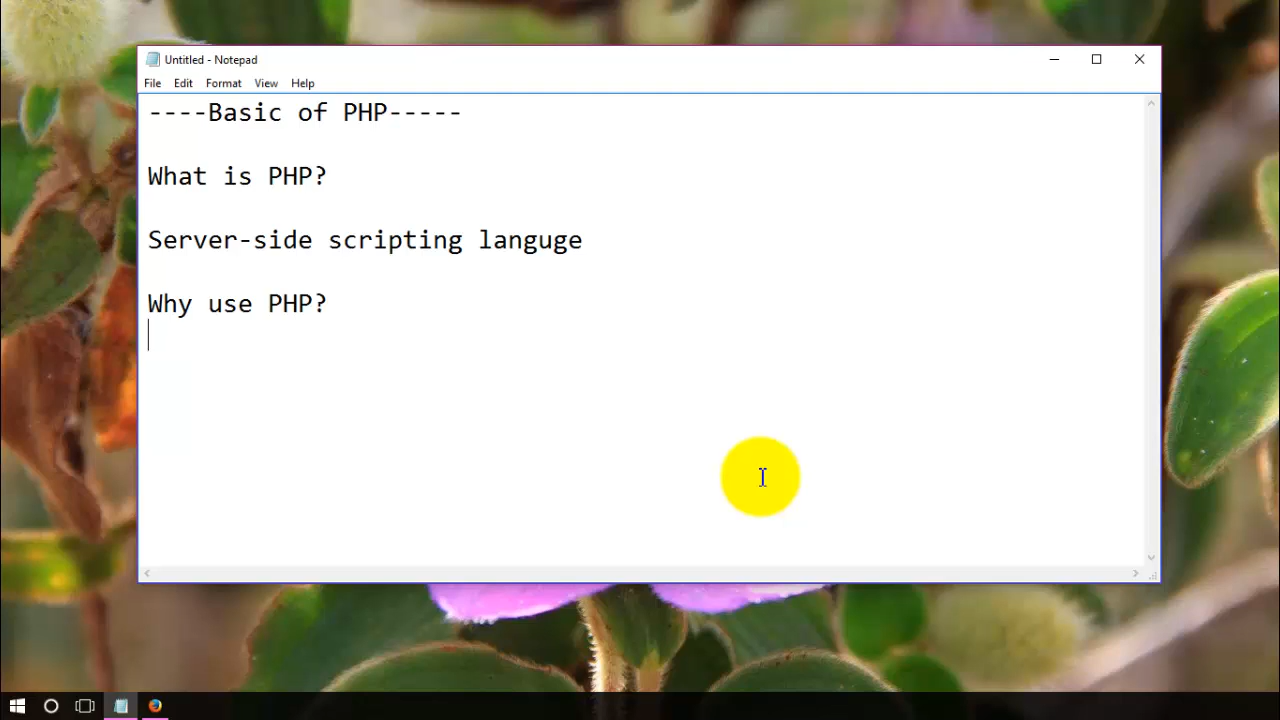 Untitled - Notepad
File Edit Format View Help
----Basic of PHP-----
What is PHP?
Server-side scripting languge
Why use PHP?